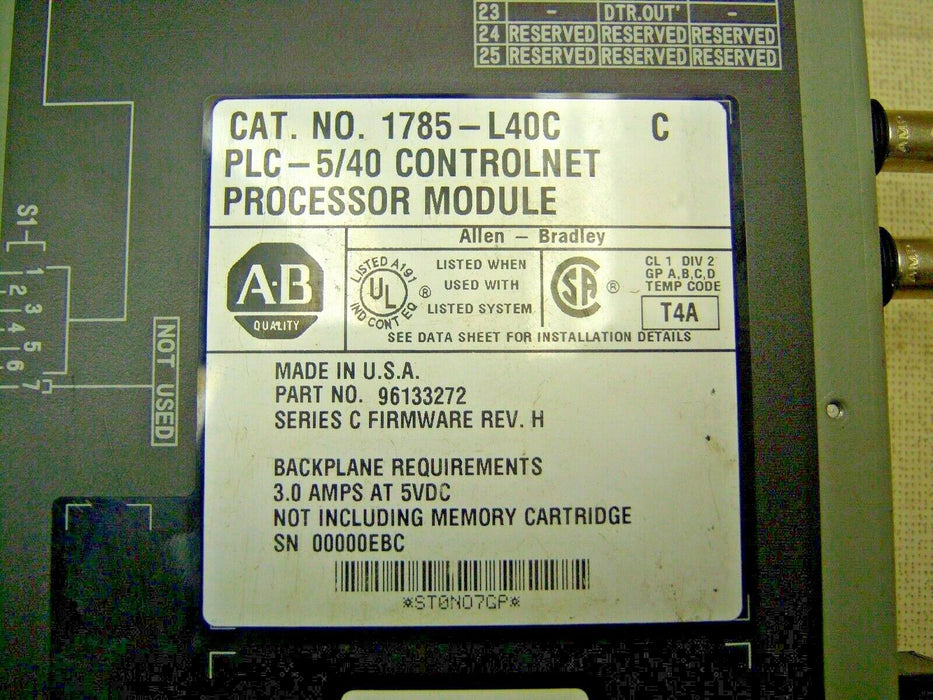 23 – DTR.OUT' –
24 RESERVED RESERVED RESERVED
25 RESERVED RESERVED RESERVED
CAT. NO. 1785–L40C C
PLC–5/40 CONTROLNET
PROCESSOR MODULE
Allen – Bradley
A·B
QUALITY
LISTED A191
UL ®
IND CONT EQ
LISTED WHEN
USED WITH
LISTED SYSTEM
SA ®
CL 1 DIV 2
GP A,B,C,D
TEMP CODE
T4A
SEE DATA SHEET FOR INSTALLATION DETAILS
MADE IN U.S.A.
PART NO. 96133272
SERIES C FIRMWARE REV. H
BACKPLANE REQUIREMENTS
3.0 AMPS AT 5VDC
NOT INCLUDING MEMORY CARTRIDGE
SN 00000EBC
*ST0NO7GP*
S1
1
2
3
4
5
6
7
NOT USED
AMP
AMP